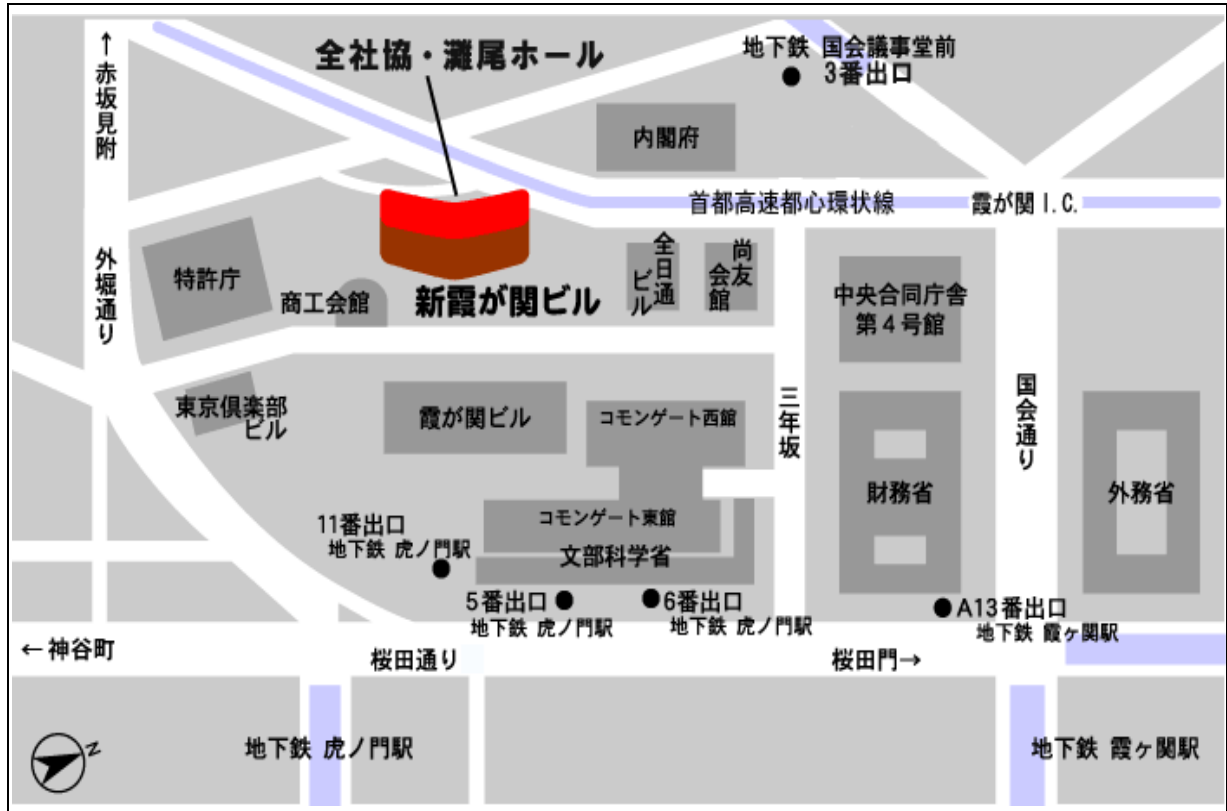 ↑赤坂見附
全社協・灘尾ホール
地下鉄 国会議事堂前
3番出口
内閣府
首都高速都心環状線
霞が関 I.C.
外堀通り
特許庁
商工会館
新霞が関ビル
全日通
ビル
尚友
会館
中央合同庁舎
第４号館
東京倶楽部
ビル
霞が関ビル
コモンゲート西館
三年坂
国会通り
財務省
外務省
コモンゲート東館
文部科学省
11番出口
地下鉄 虎ノ門駅
5番出口
地下鉄 虎ノ門駅
6番出口
地下鉄 虎ノ門駅
A13番出口
地下鉄 霞ヶ関駅
←神谷町
桜田通り
桜田門→
地下鉄 虎ノ門駅
地下鉄 霞ヶ関駅
N